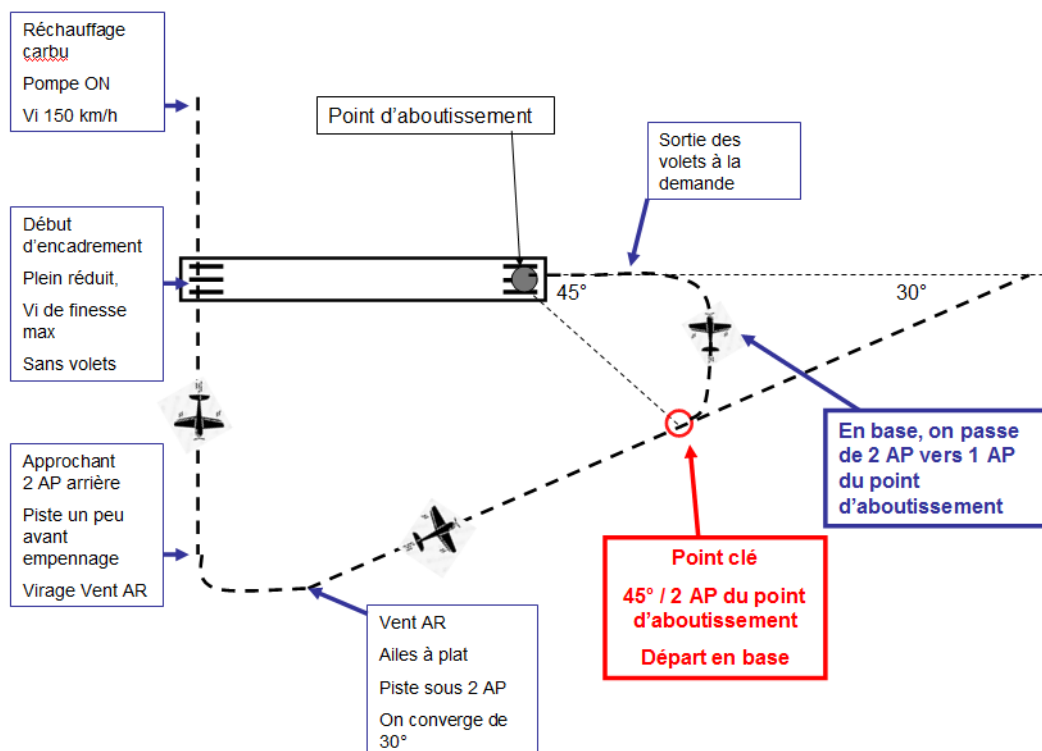 Réchauffage
carbu
Pompe ON
Vi 150 km/h
Point d'aboutissement
Sortie des
volets à la
demande
Début
d'encadrement
Plein réduit,
Vi de finesse
max
Sans volets
45°
30°
Approchant
2 AP arrière
Piste un peu
avant
empennage
Virage Vent AR
En base, on passe
de 2 AP vers 1 AP
du point
d'aboutissement
Point clé
45° / 2 AP du point
d'aboutissement
Départ en base
Vent AR
Ailes à plat
Piste sous 2 AP
On converge de
30°